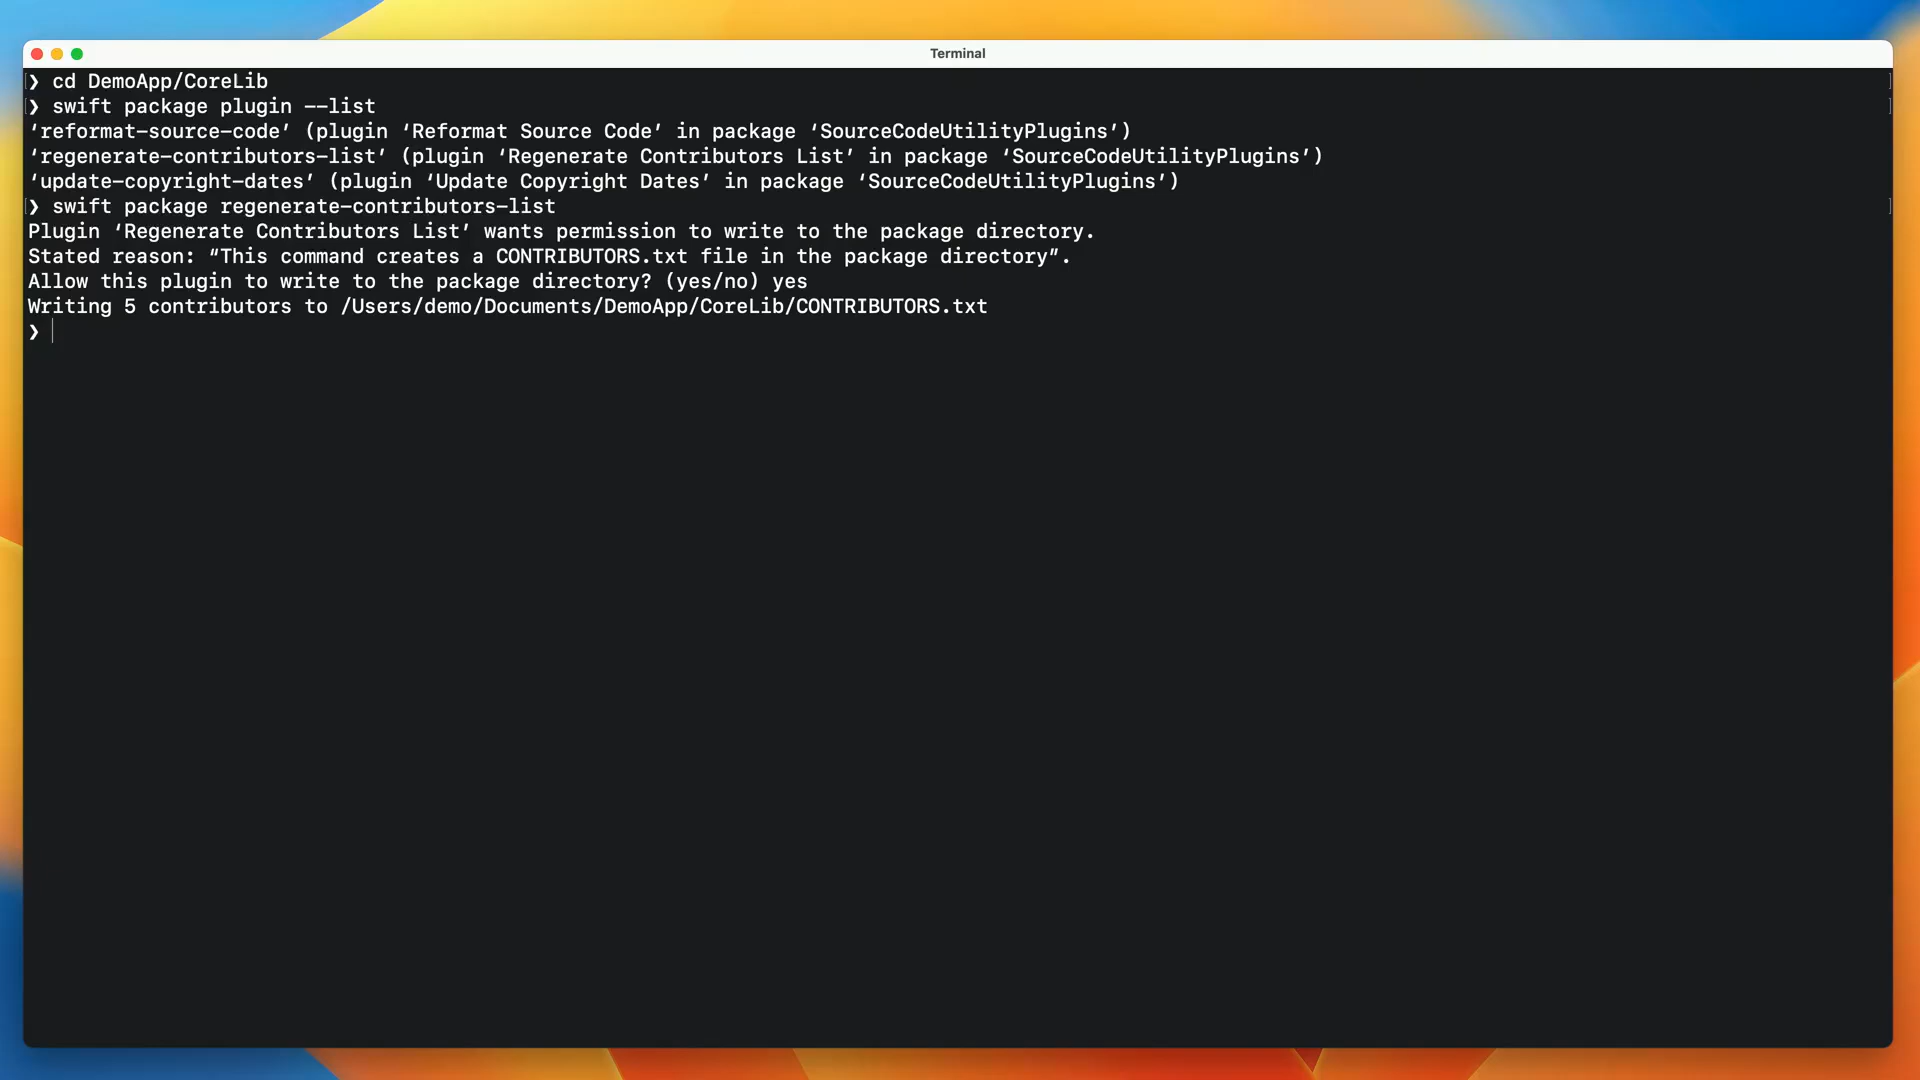 Terminal
❯ cd DemoApp/CoreLib
❯ swift package plugin --list
‘reformat-source-code’ (plugin ‘Reformat Source Code’ in package ‘SourceCodeUtilityPlugins’)
‘regenerate-contributors-list’ (plugin ‘Regenerate Contributors List’ in package ‘SourceCodeUtilityPlugins’)
‘update-copyright-dates’ (plugin ‘Update Copyright Dates’ in package ‘SourceCodeUtilityPlugins’)
❯ swift package regenerate-contributors-list
Plugin ‘Regenerate Contributors List’ wants permission to write to the package directory.
Stated reason: “This command creates a CONTRIBUTORS.txt file in the package directory”.
Allow this plugin to write to the package directory? (yes/no) yes
Writing 5 contributors to /Users/demo/Documents/DemoApp/CoreLib/CONTRIBUTORS.txt
❯